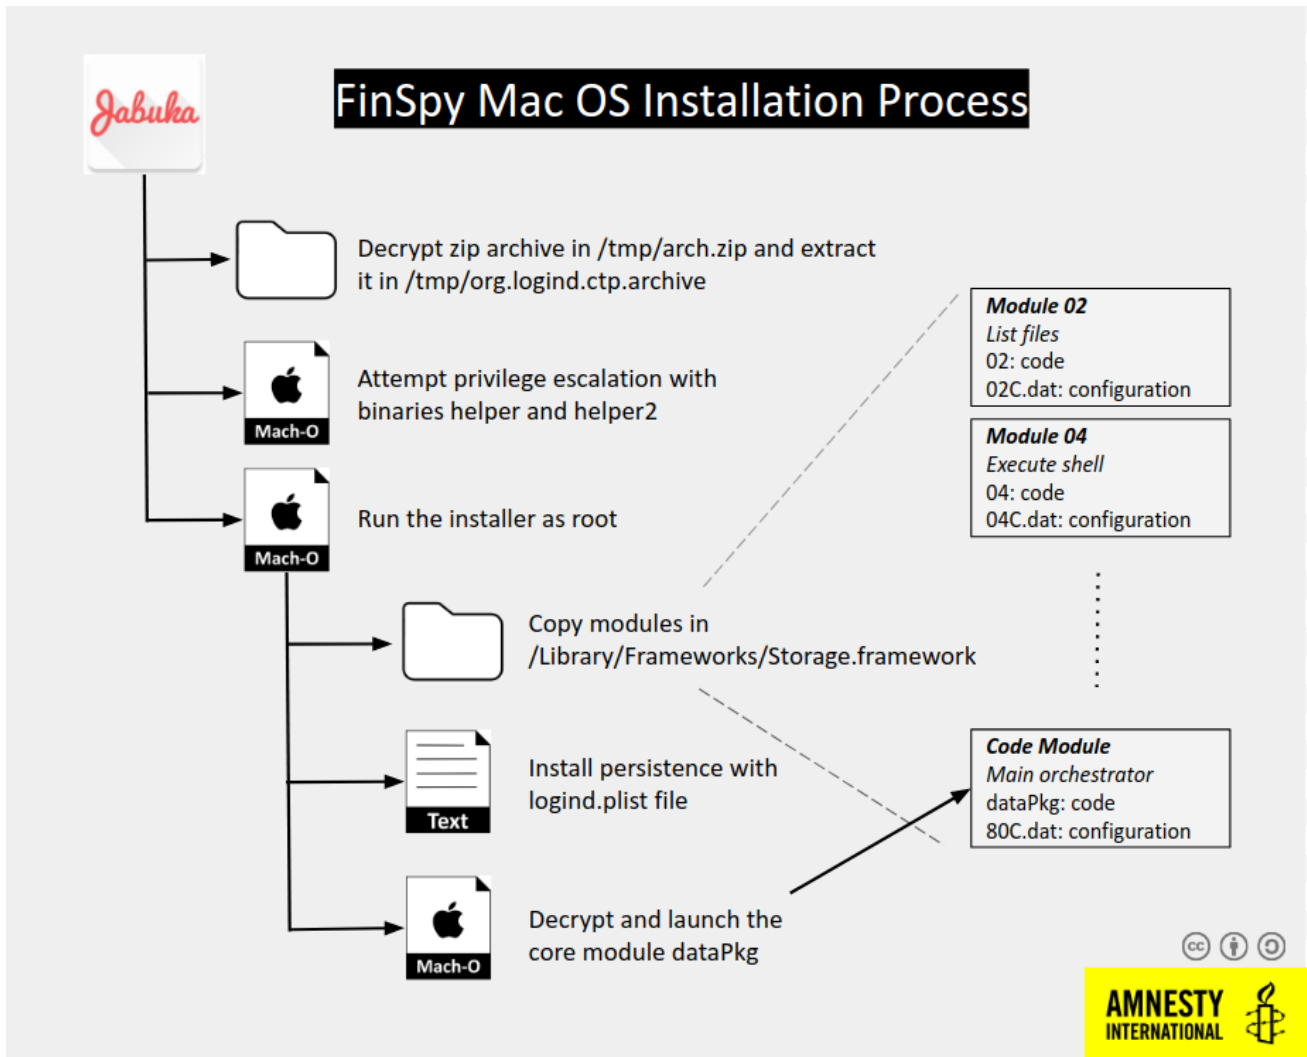 Jabuka
FinSpy Mac OS Installation Process
Decrypt zip archive in /tmp/arch.zip and extract
it in /tmp/org.logind.ctp.archive
Mach-O
Attempt privilege escalation with
binaries helper and helper2
Mach-O
Run the installer as root
Copy modules in
/Library/Frameworks/Storage.framework
Text
Install persistence with
logind.plist file
Mach-O
Decrypt and launch the
core module dataPkg
Module 02
List files
02: code
02C.dat: configuration
Module 04
Execute shell
04: code
04C.dat: configuration
Code Module
Main orchestrator
dataPkg: code
80C.dat: configuration
cc
AMNESTY
INTERNATIONAL